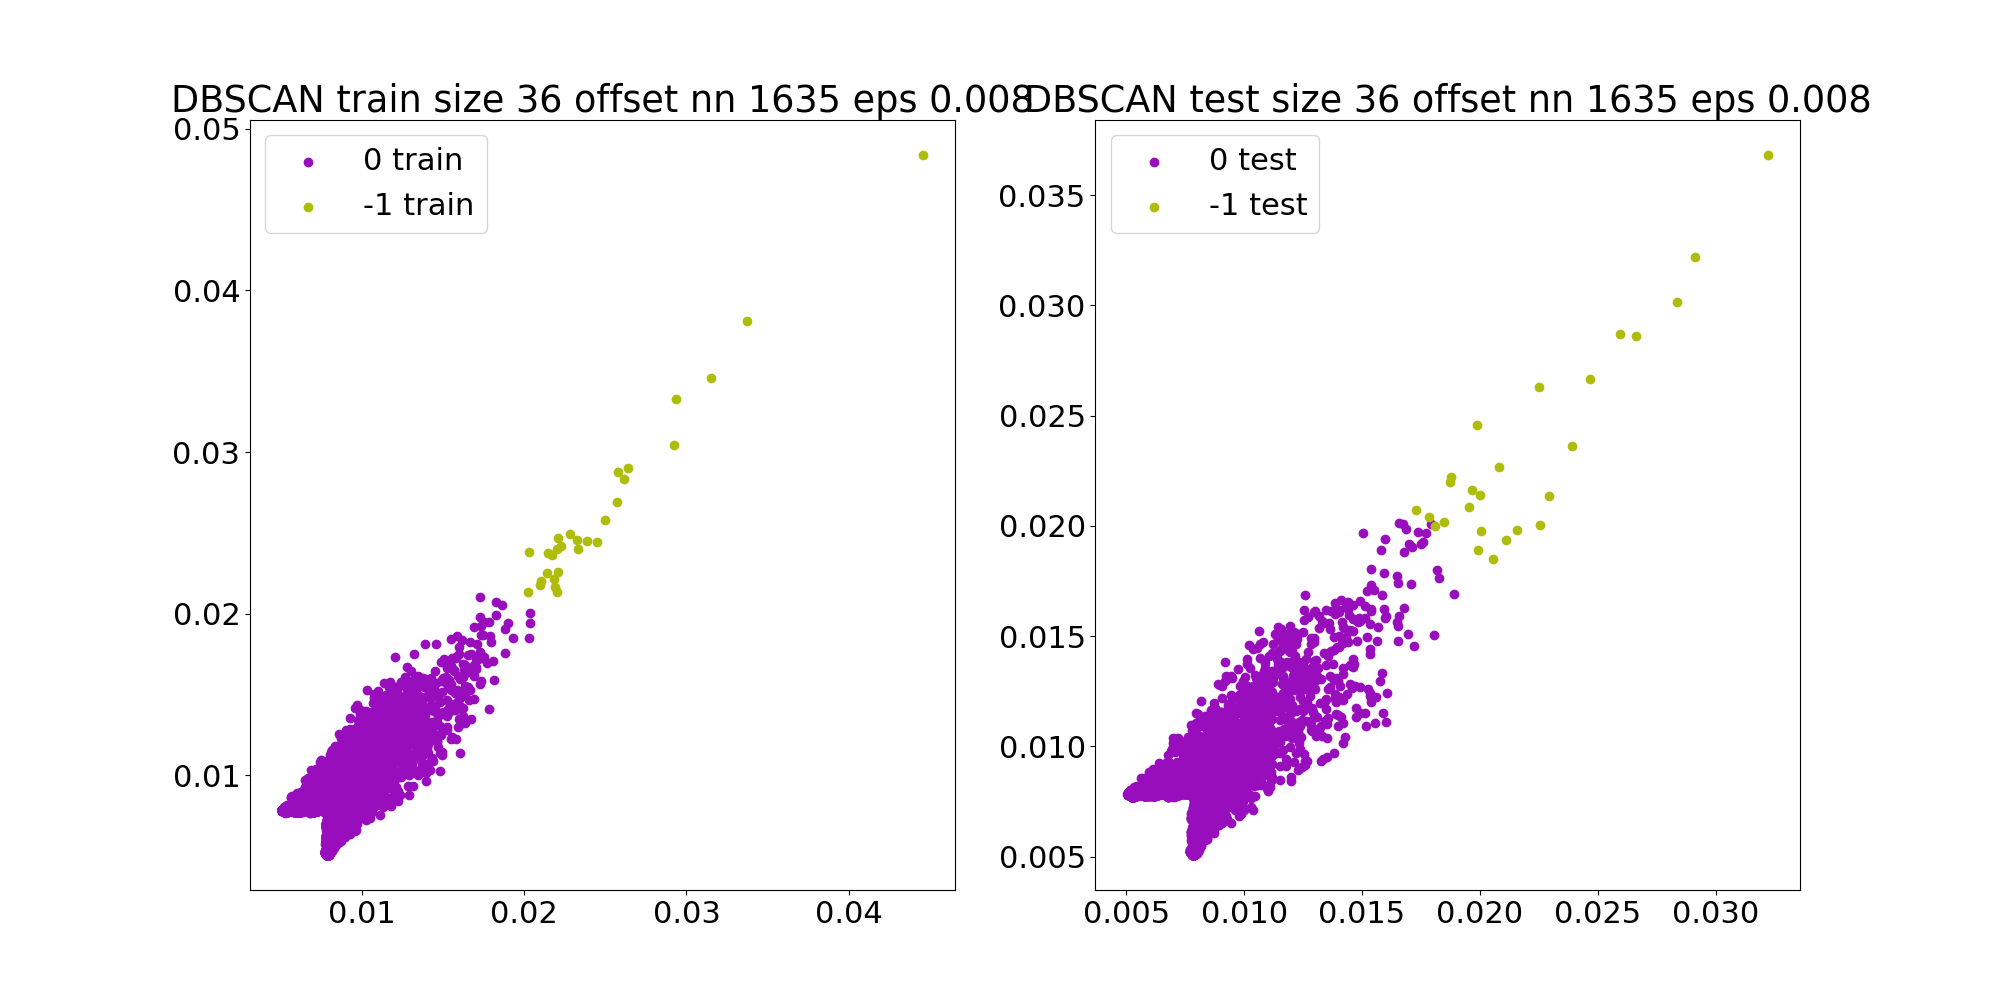 DBSCAN train size 36 offset nn 1635 eps 0.008
0 train
-1 train
0.05
0.04
0.03
0.02
0.01
0.01 0.02 0.03 0.04
DBSCAN test size 36 offset nn 1635 eps 0.008
0 test
-1 test
0.035
0.030
0.025
0.020
0.015
0.010
0.005
0.005 0.010 0.015 0.020 0.025 0.030